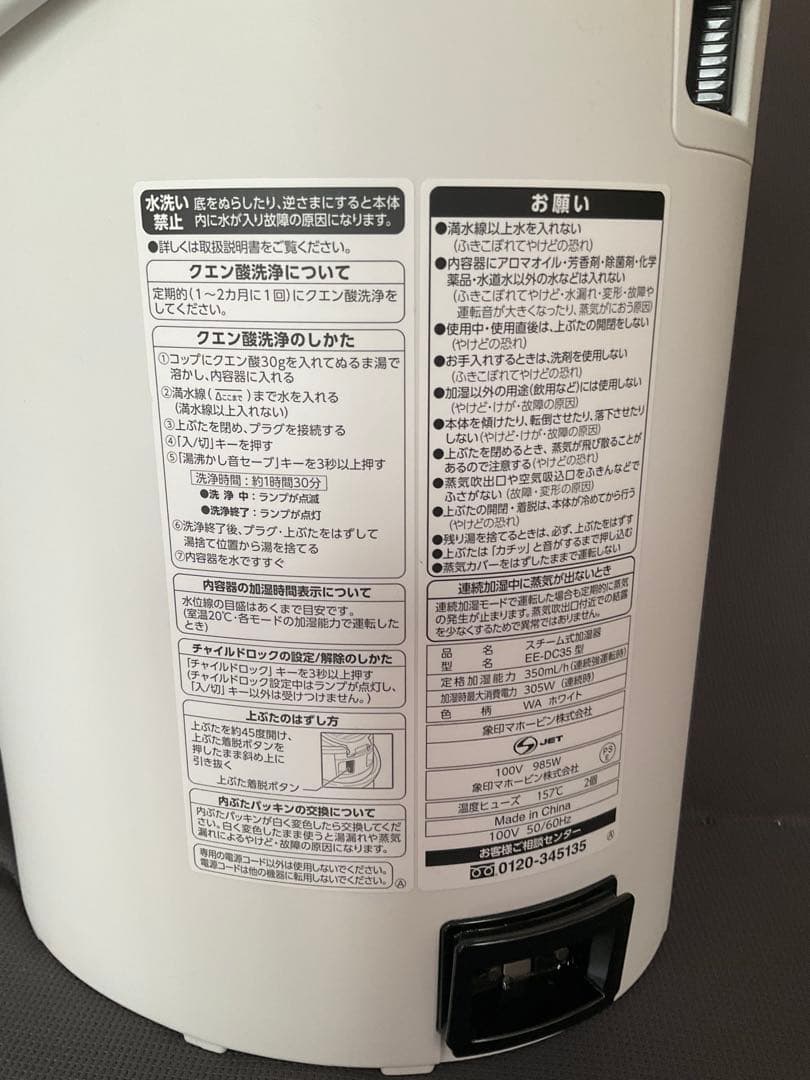 水洗い禁止 底をぬらしたり、逆さまにすると本体
内に水が入り故障の原因になります。
●詳しくは取扱説明書をご覧ください。
クエン酸洗浄について
定期的(1～2カ月に1回)にクエン酸洗浄を
してください。
クエン酸洗浄のしかた
①コップにクエン酸30gを入れてぬるま湯で
溶かし、内容器に入れる
②満水線(△ここまで)まで水を入れる
(満水線以上入れない)
③上ぶたを閉め、プラグを接続する
④「入/切」キーを押す
⑤「湯沸かし音セーブ」キーを3秒以上押す
洗浄時間:約1時間30分
●洗浄中:ランプが点滅
●洗浄終了:ランプが点灯
⑥洗浄終了後、プラグ・上ぶたをはずして
湯捨て位置から湯を捨てる
⑦内容器を水ですすぐ
内容器の加湿時間表示について
水位線の目盛はあくまで目安です。
(室温20℃・各モードの加湿能力で運転した
とき)
チャイルドロックの設定/解除のしかた
「チャイルドロック」キーを3秒以上押す
(チャイルドロック設定中はランプが点灯し、
「入/切」キー以外は受けつけません。)
上ぶたのはずし方
上ぶたを約45度開け、
上ぶた着脱ボタンを
押したまま斜め上に
引き抜く
上ぶた着脱ボタン
内ぶたパッキンの交換について
内ぶたパッキンが白く変色したら交換してくだ
さい。白く変色したまま使うと湯漏れや蒸気
漏れによるやけど・故障の原因になります。
専用の電源コード以外は使用しないでください。
電源コードは他の機器に転用しないでください。
Ⓐ
お願い
●満水線以上水を入れない
(ふきこぼれてやけどの恐れ)
●内容器にアロマオイル・芳香剤・除菌剤・化学
薬品・水道水以外の水などは入れない
(ふきこぼれてやけど・水漏れ・変形・故障や
運転音が大きくなったり、蒸気がにおう原因)
●使用中・使用直後は、上ぶたの開閉をしない
(やけどの恐れ)
●お手入れするときは、洗剤を使用しない
(ふきこぼれてやけどの恐れ)
●加湿以外の用途(飲用など)には使用しない
(やけど・けが・故障の原因)
●本体を傾けたり、転倒させたり、落下させたり
しない(やけど・けが・故障の原因)
●上ぶたを閉めるとき、蒸気が飛び散ることが
あるので注意する(やけどの恐れ)
●蒸気吹出口や空気吸込口をふきんなどで
ふさがない(故障・変形の原因)
●上ぶたの開閉・着脱は、本体が冷めてから行う
(やけどの恐れ)
●残り湯を捨てるときは、必ず、上ぶたをはずす
●上ぶたは「カチッ」と音がするまで押し込む
●蒸気カバーをはずしたままで運転しない
連続加湿中に蒸気が出ないとき
連続加湿モードで運転した場合も定期的に蒸気
の発生が止まります。蒸気吹出口付近での結露
を少なくするためで異常ではありません。
品名 スチーム式加湿器
型名 EE-DC35型
定格加湿能力 350mL/h(連続強運転時)
加湿時最大消費電力 305W(連続時)
色柄 WA ホワイト
象印マホービン株式会社
JET
PS
E
100V 985W
象印マホービン株式会社
温度ヒューズ 157℃ 2個
Made in China
100V 50/60Hz
お客様ご相談センター
0120-345135
Ⓐ